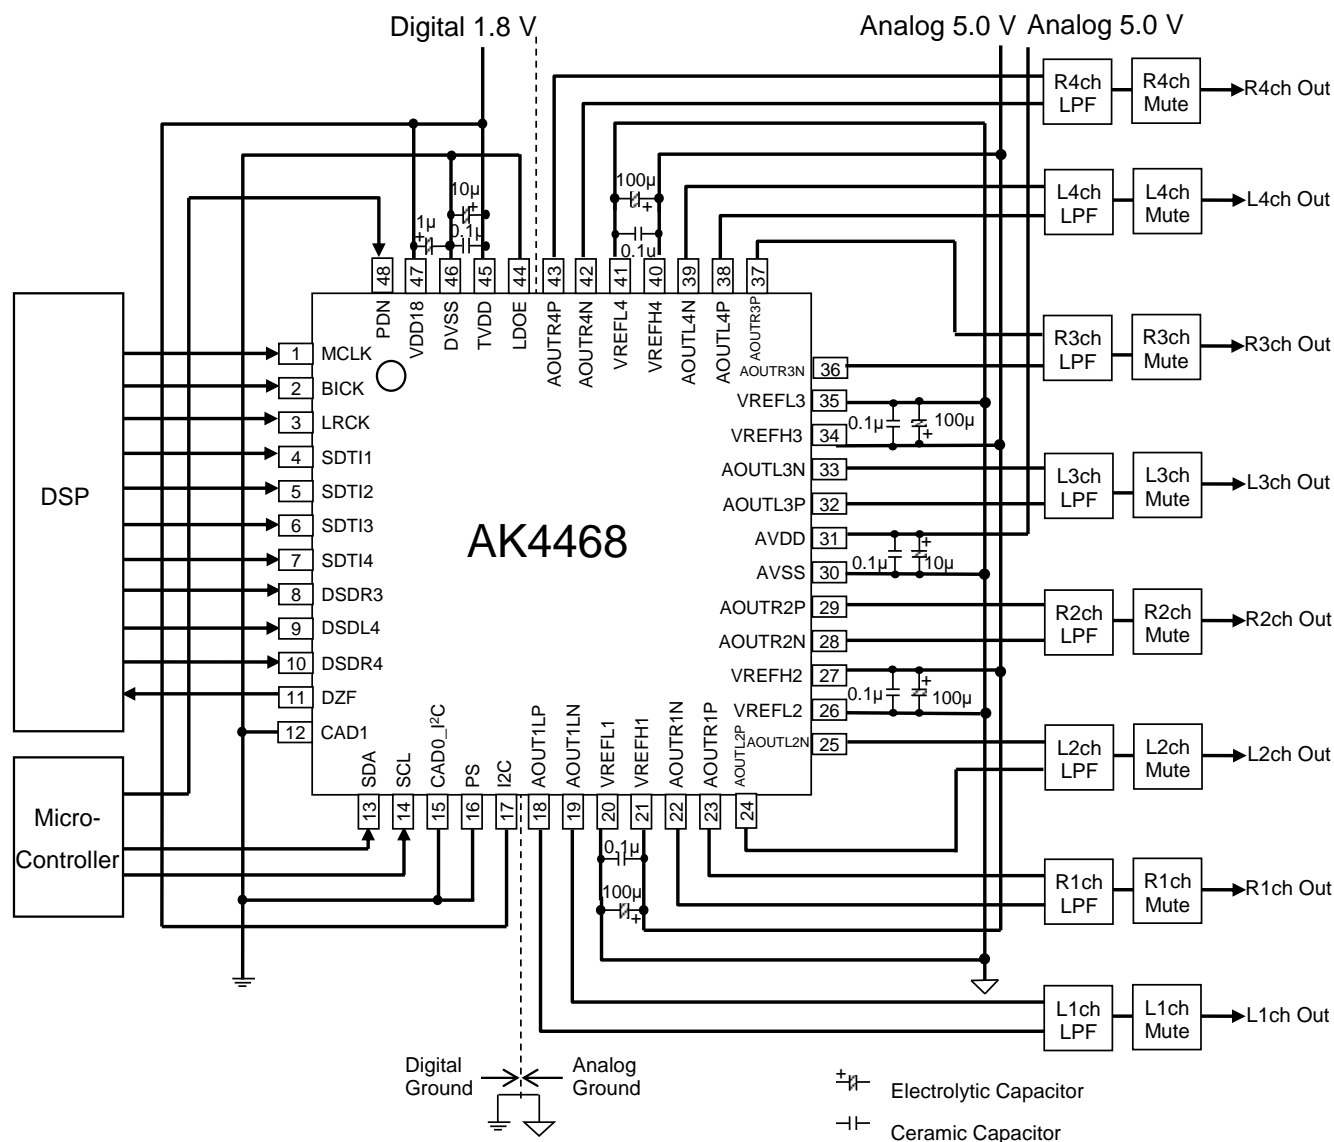 Digital 1.8 V
Analog 5.0 V
Analog 5.0 V
R4ch
LPF
R4ch
Mute
R4ch Out
L4ch
LPF
L4ch
Mute
L4ch Out
R3ch
LPF
R3ch
Mute
R3ch Out
L3ch
LPF
L3ch
Mute
L3ch Out
R2ch
LPF
R2ch
Mute
R2ch Out
L2ch
LPF
L2ch
Mute
L2ch Out
R1ch
LPF
R1ch
Mute
R1ch Out
L1ch
LPF
L1ch
Mute
L1ch Out
10µ
+
1µ
+
0.1µ
100µ
+
0.1u
48
47
46
45
44
43
42
41
40
39
38
37
PDN
VDD18
DVSS
TVDD
LDOE
AOUTR4P
AOUTR4N
VREFL4
VREFH4
AOUTL4N
AOUTL4P
AOUTR3P
DSP
1 MCLK
2 BICK
3 LRCK
4 SDTI1
5 SDTI2
6 SDTI3
7 SDTI4
8 DSDR3
9 DSDL4
10 DSDR4
11 DZF
12 CAD1
AK4468
AOUTR3N 36
VREFL3 35
VREFH3 34
AOUTL3N 33
AOUTL3P 32
AVDD 31
AVSS 30
AOUTR2P 29
AOUTR2N 28
VREFH2 27
VREFL2 26
AOUTL2N 25
0.1µ
100µ
+
0.1µ
+
10µ
0.1µ
+
100µ
Micro-
Controller
SDA
SCL
CAD0_I²C
PS
I2C
AOUT1LP
AOUT1LN
VREFL1
VREFH1
AOUTR1N
AOUTR1P
AOUTL2P
13
14
15
16
17
18
19
20
21
22
23
24
0.1µ
100µ
+
Digital
Ground
Analog
Ground
+
Electrolytic Capacitor
Ceramic Capacitor